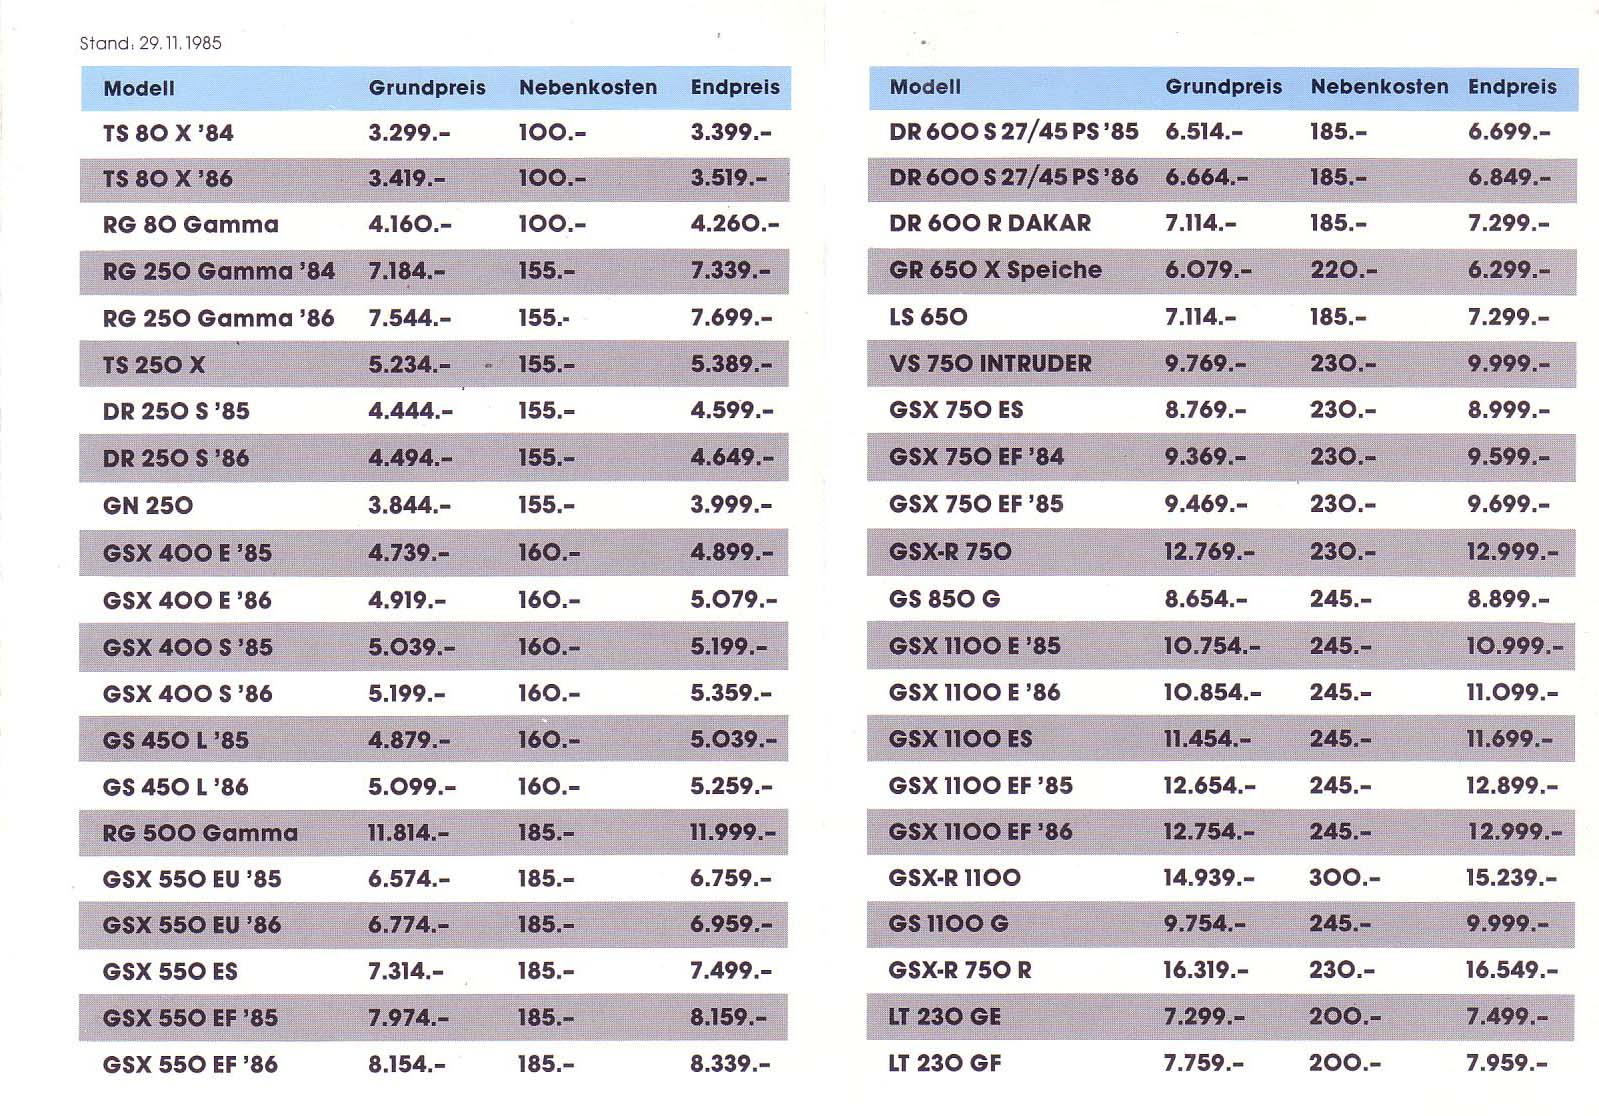 Stand: 29.11.1985
Modell Grundpreis Nebenkosten Endpreis
TS 80 X '84 3.299.- 100.- 3.399.-
TS 80 X '86 3.419.- 100.- 3.519.-
RG 80 Gamma 4.160.- 100.- 4.260.-
RG 250 Gamma '84 7.184.- 155.- 7.339.-
RG 250 Gamma '86 7.544.- 155.- 7.699.-
TS 250 X 5.234.- 155.- 5.389.-
DR 250 S '85 4.444.- 155.- 4.599.-
DR 250 S '86 4.494.- 155.- 4.649.-
GN 250 3.844.- 155.- 3.999.-
GSX 400 E '85 4.739.- 160.- 4.899.-
GSX 400 E '86 4.919.- 160.- 5.079.-
GSX 400 S '85 5.039.- 160.- 5.199.-
GSX 400 S '86 5.199.- 160.- 5.359.-
GS 450 L '85 4.879.- 160.- 5.039.-
GS 450 L '86 5.099.- 160.- 5.259.-
RG 500 Gamma 11.814.- 185.- 11.999.-
GSX 550 EU '85 6.574.- 185.- 6.759.-
GSX 550 EU '86 6.774.- 185.- 6.959.-
GSX 550 ES 7.314.- 185.- 7.499.-
GSX 550 EF '85 7.974.- 185.- 8.159.-
GSX 550 EF '86 8.154.- 185.- 8.339.-
Modell Grundpreis Nebenkosten Endpreis
DR 600 S 27/45 PS '85 6.514.- 185.- 6.699.-
DR 600 S 27/45 PS '86 6.664.- 185.- 6.849.-
DR 600 R DAKAR 7.114.- 185.- 7.299.-
GR 650 X Speiche 6.079.- 220.- 6.299.-
LS 650 7.114.- 185.- 7.299.-
VS 750 INTRUDER 9.769.- 230.- 9.999.-
GSX 750 ES 8.769.- 230.- 8.999.-
GSX 750 EF '84 9.369.- 230.- 9.599.-
GSX 750 EF '85 9.469.- 230.- 9.699.-
GSX-R 750 12.769.- 230.- 12.999.-
GS 850 G 8.654.- 245.- 8.899.-
GSX 1100 E '85 10.754.- 245.- 10.999.-
GSX 1100 E '86 10.854.- 245.- 11.099.-
GSX 1100 ES 11.454.- 245.- 11.699.-
GSX 1100 EF '85 12.654.- 245.- 12.899.-
GSX 1100 EF '86 12.754.- 245.- 12.999.-
GSX-R 1100 14.939.- 300.- 15.239.-
GS 1100 G 9.754.- 245.- 9.999.-
GSX-R 750 R 16.319.- 230.- 16.549.-
LT 230 GE 7.299.- 200.- 7.499.-
LT 230 GF 7.759.- 200.- 7.959.-